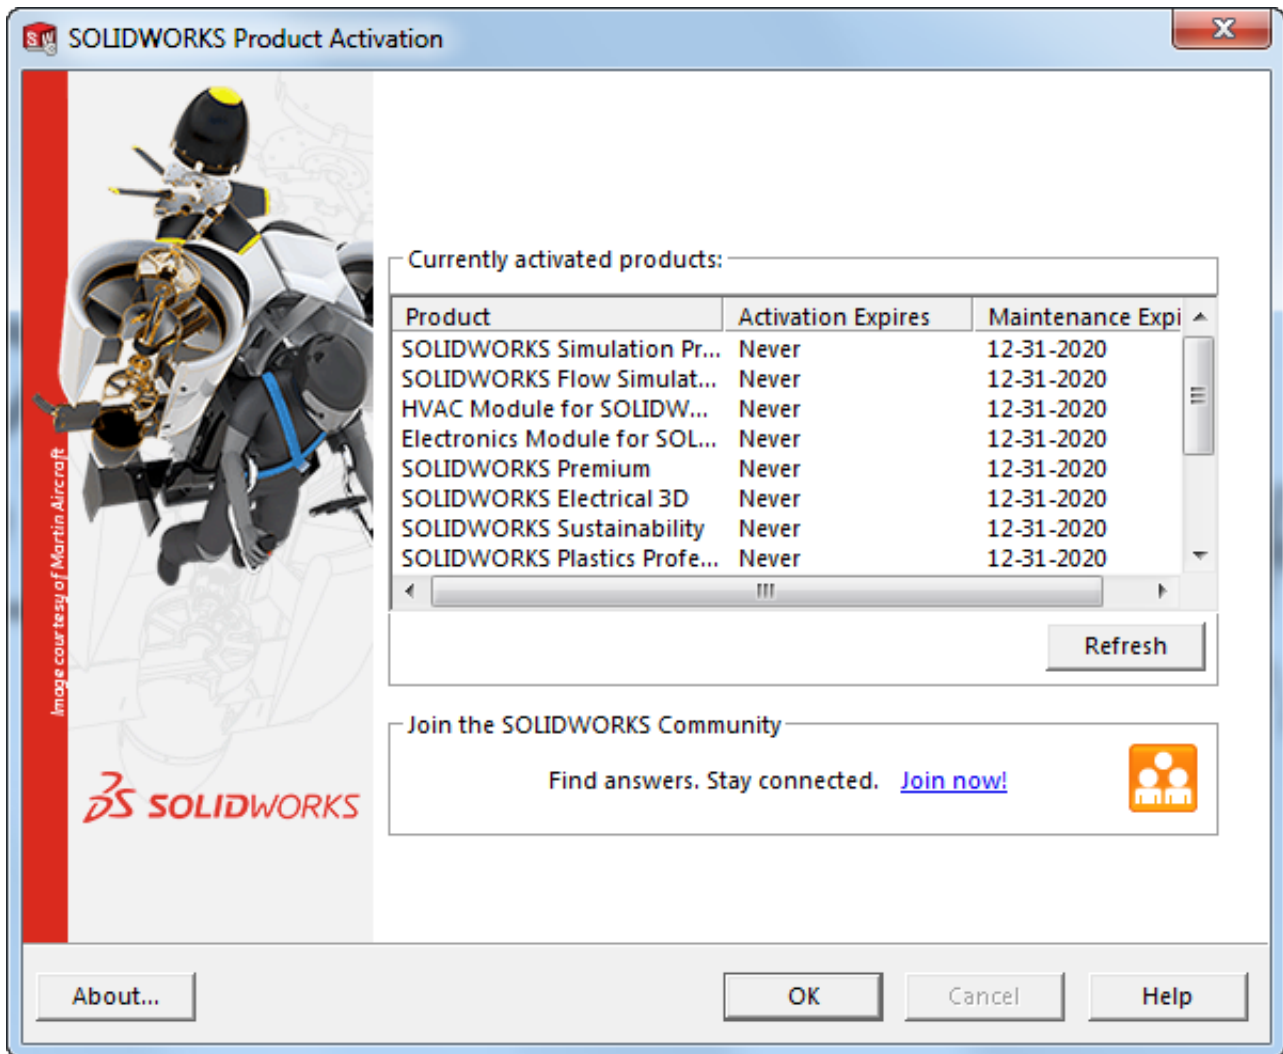 SOLIDWORKS Product Activation
Currently activated products:
Product Activation Expires Maintenance Expi
SOLIDWORKS Simulation Pr... Never 12-31-2020
SOLIDWORKS Flow Simulat... Never 12-31-2020
HVAC Module for SOLIDW... Never 12-31-2020
Electronics Module for SOL... Never 12-31-2020
SOLIDWORKS Premium Never 12-31-2020
SOLIDWORKS Electrical 3D Never 12-31-2020
SOLIDWORKS Sustainability Never 12-31-2020
SOLIDWORKS Plastics Profe... Never 12-31-2020
Refresh
Image courtesy of Martin Aircraft
Join the SOLIDWORKS Community
Find answers. Stay connected. Join now!
SOLIDWORKS
About... OK Cancel Help